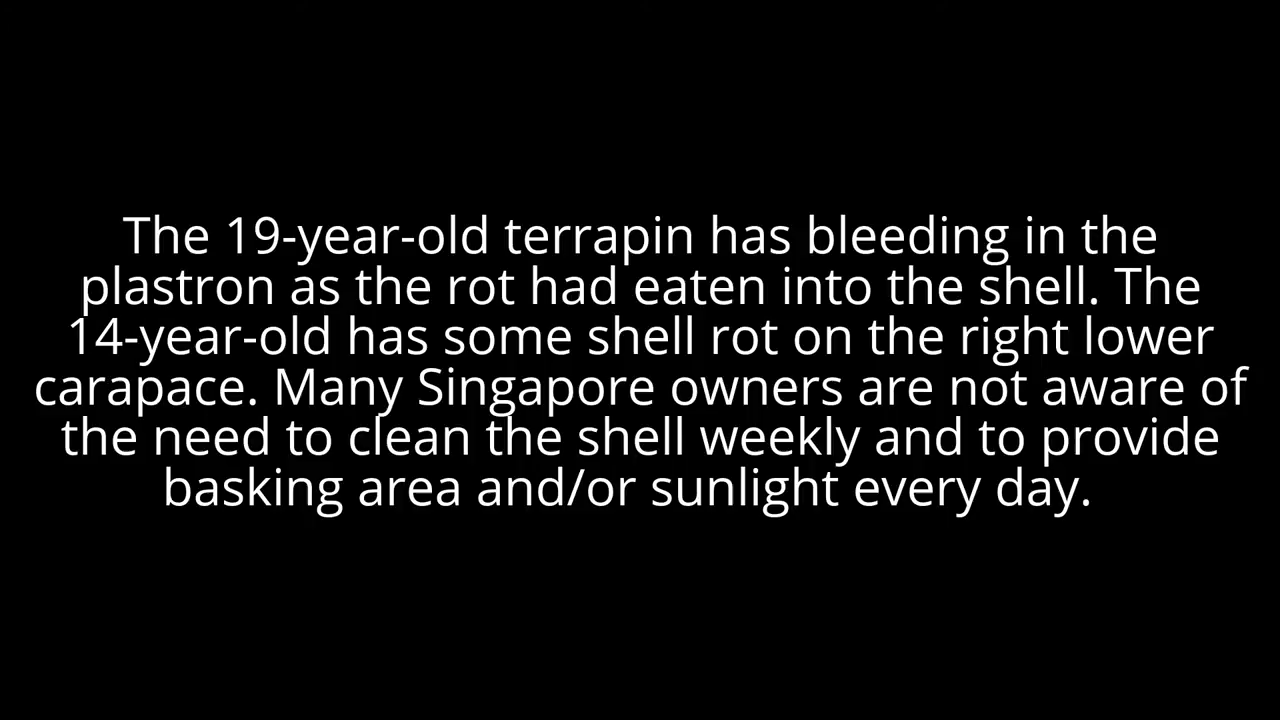 The 19-year-old terrapin has bleeding in the
plastron as the rot had eaten into the shell. The
14-year-old has some shell rot on the right lower
carapace. Many Singapore owners are not aware of
the need to clean the shell weekly and to provide
basking area and/or sunlight every day.